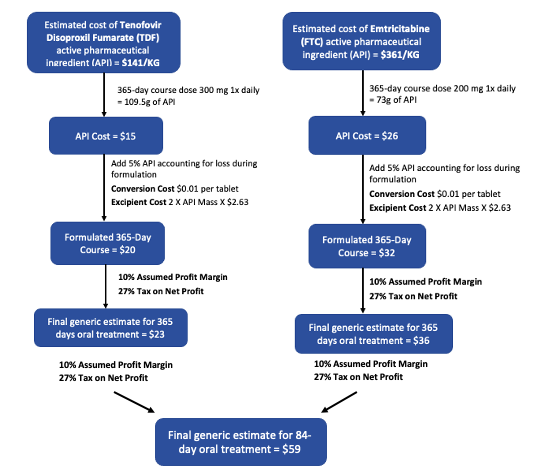 Estimated cost of Tenofovir
Disoproxil Fumarate (TDF)
active pharmaceutical
ingredient (API) = $141/KG
365-day course dose 300 mg 1x daily
= 109.5g of API
API Cost = $15
Add 5% API accounting for loss during
formulation
Conversion Cost $0.01 per tablet
Excipient Cost 2 X API Mass X $2.63
Formulated 365-Day
Course = $20
10% Assumed Profit Margin
27% Tax on Net Profit
Final generic estimate for 365
days oral treatment = $23
10% Assumed Profit Margin
27% Tax on Net Profit
Estimated cost of Emtricitabine
(FTC) active pharmaceutical
ingredient (API) = $361/KG
365-day course dose 200 mg 1x daily
= 73g of API
API Cost = $26
Add 5% API accounting for loss during
formulation
Conversion Cost $0.01 per tablet
Excipient Cost 2 X API Mass X $2.63
Formulated 365-Day
Course = $32
10% Assumed Profit Margin
27% Tax on Net Profit
Final generic estimate for 365
days oral treatment = $36
10% Assumed Profit Margin
27% Tax on Net Profit
Final generic estimate for 84-
day oral treatment = $59